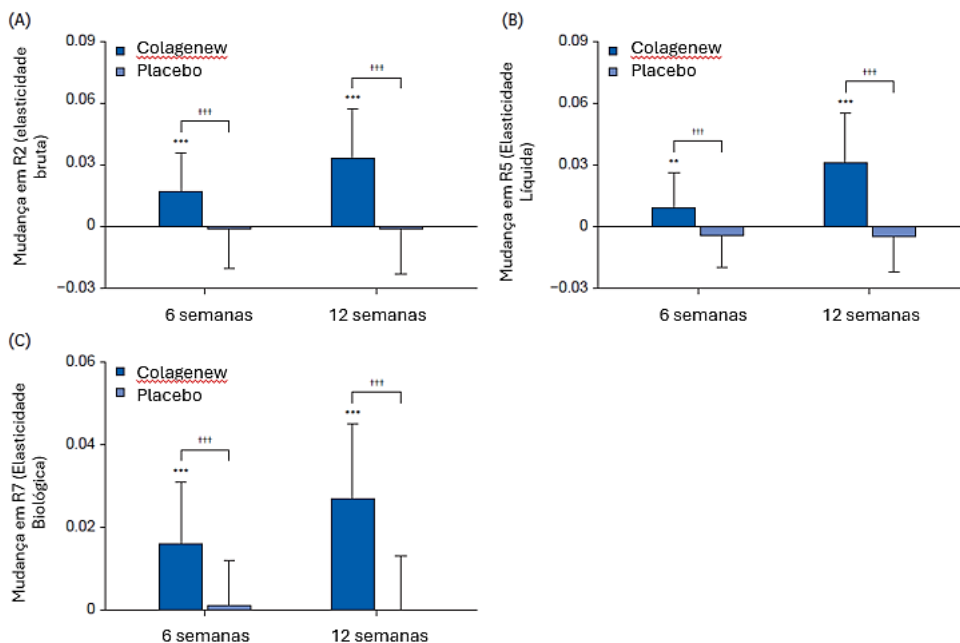 (A)
Mudança em R2 (elasticidade
bruta)
0.09
0.06
0.03
0
−0.03
Colagenew
Placebo
***
†††
***
†††
6 semanas
12 semanas
(B)
Mudança em R5 (Elasticidade
Líquida)
0.09
0.06
0.03
0
−0.03
Colagenew
Placebo
**
†††
***
†††
6 semanas
12 semanas
(C)
Mudança em R7 (Elasticidade
Biológica)
0.06
0.04
0.02
0
Colagenew
Placebo
***
†††
***
†††
6 semanas
12 semanas